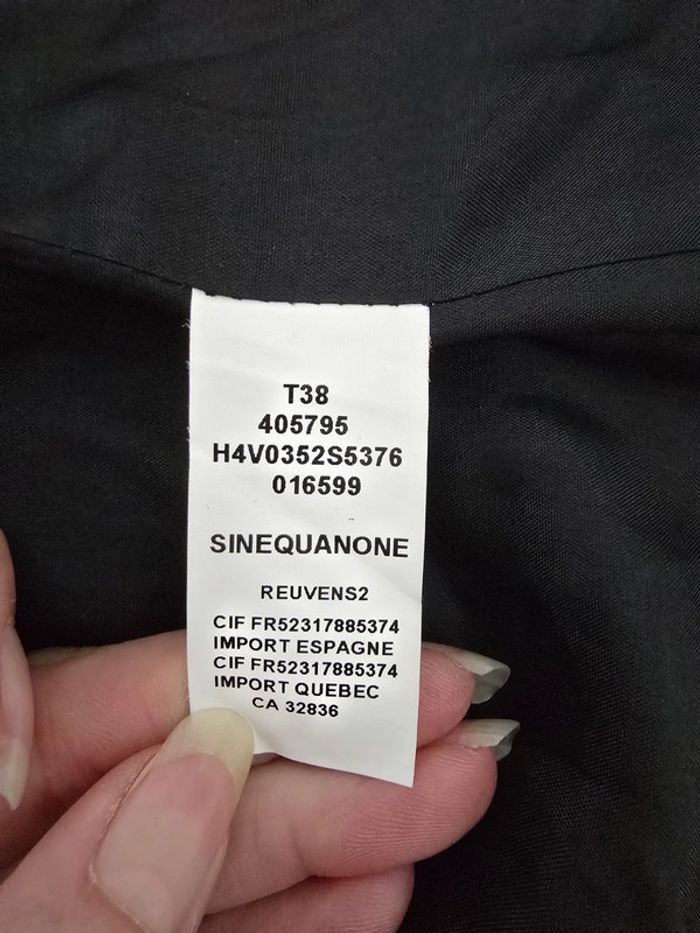 T38
405795
H4V0352S5376
016599
SINEQUANONE
REUVENS2
CIF FR52317885374
IMPORT ESPAGNE
CIF FR52317885374
IMPORT QUEBEC
CA 32836